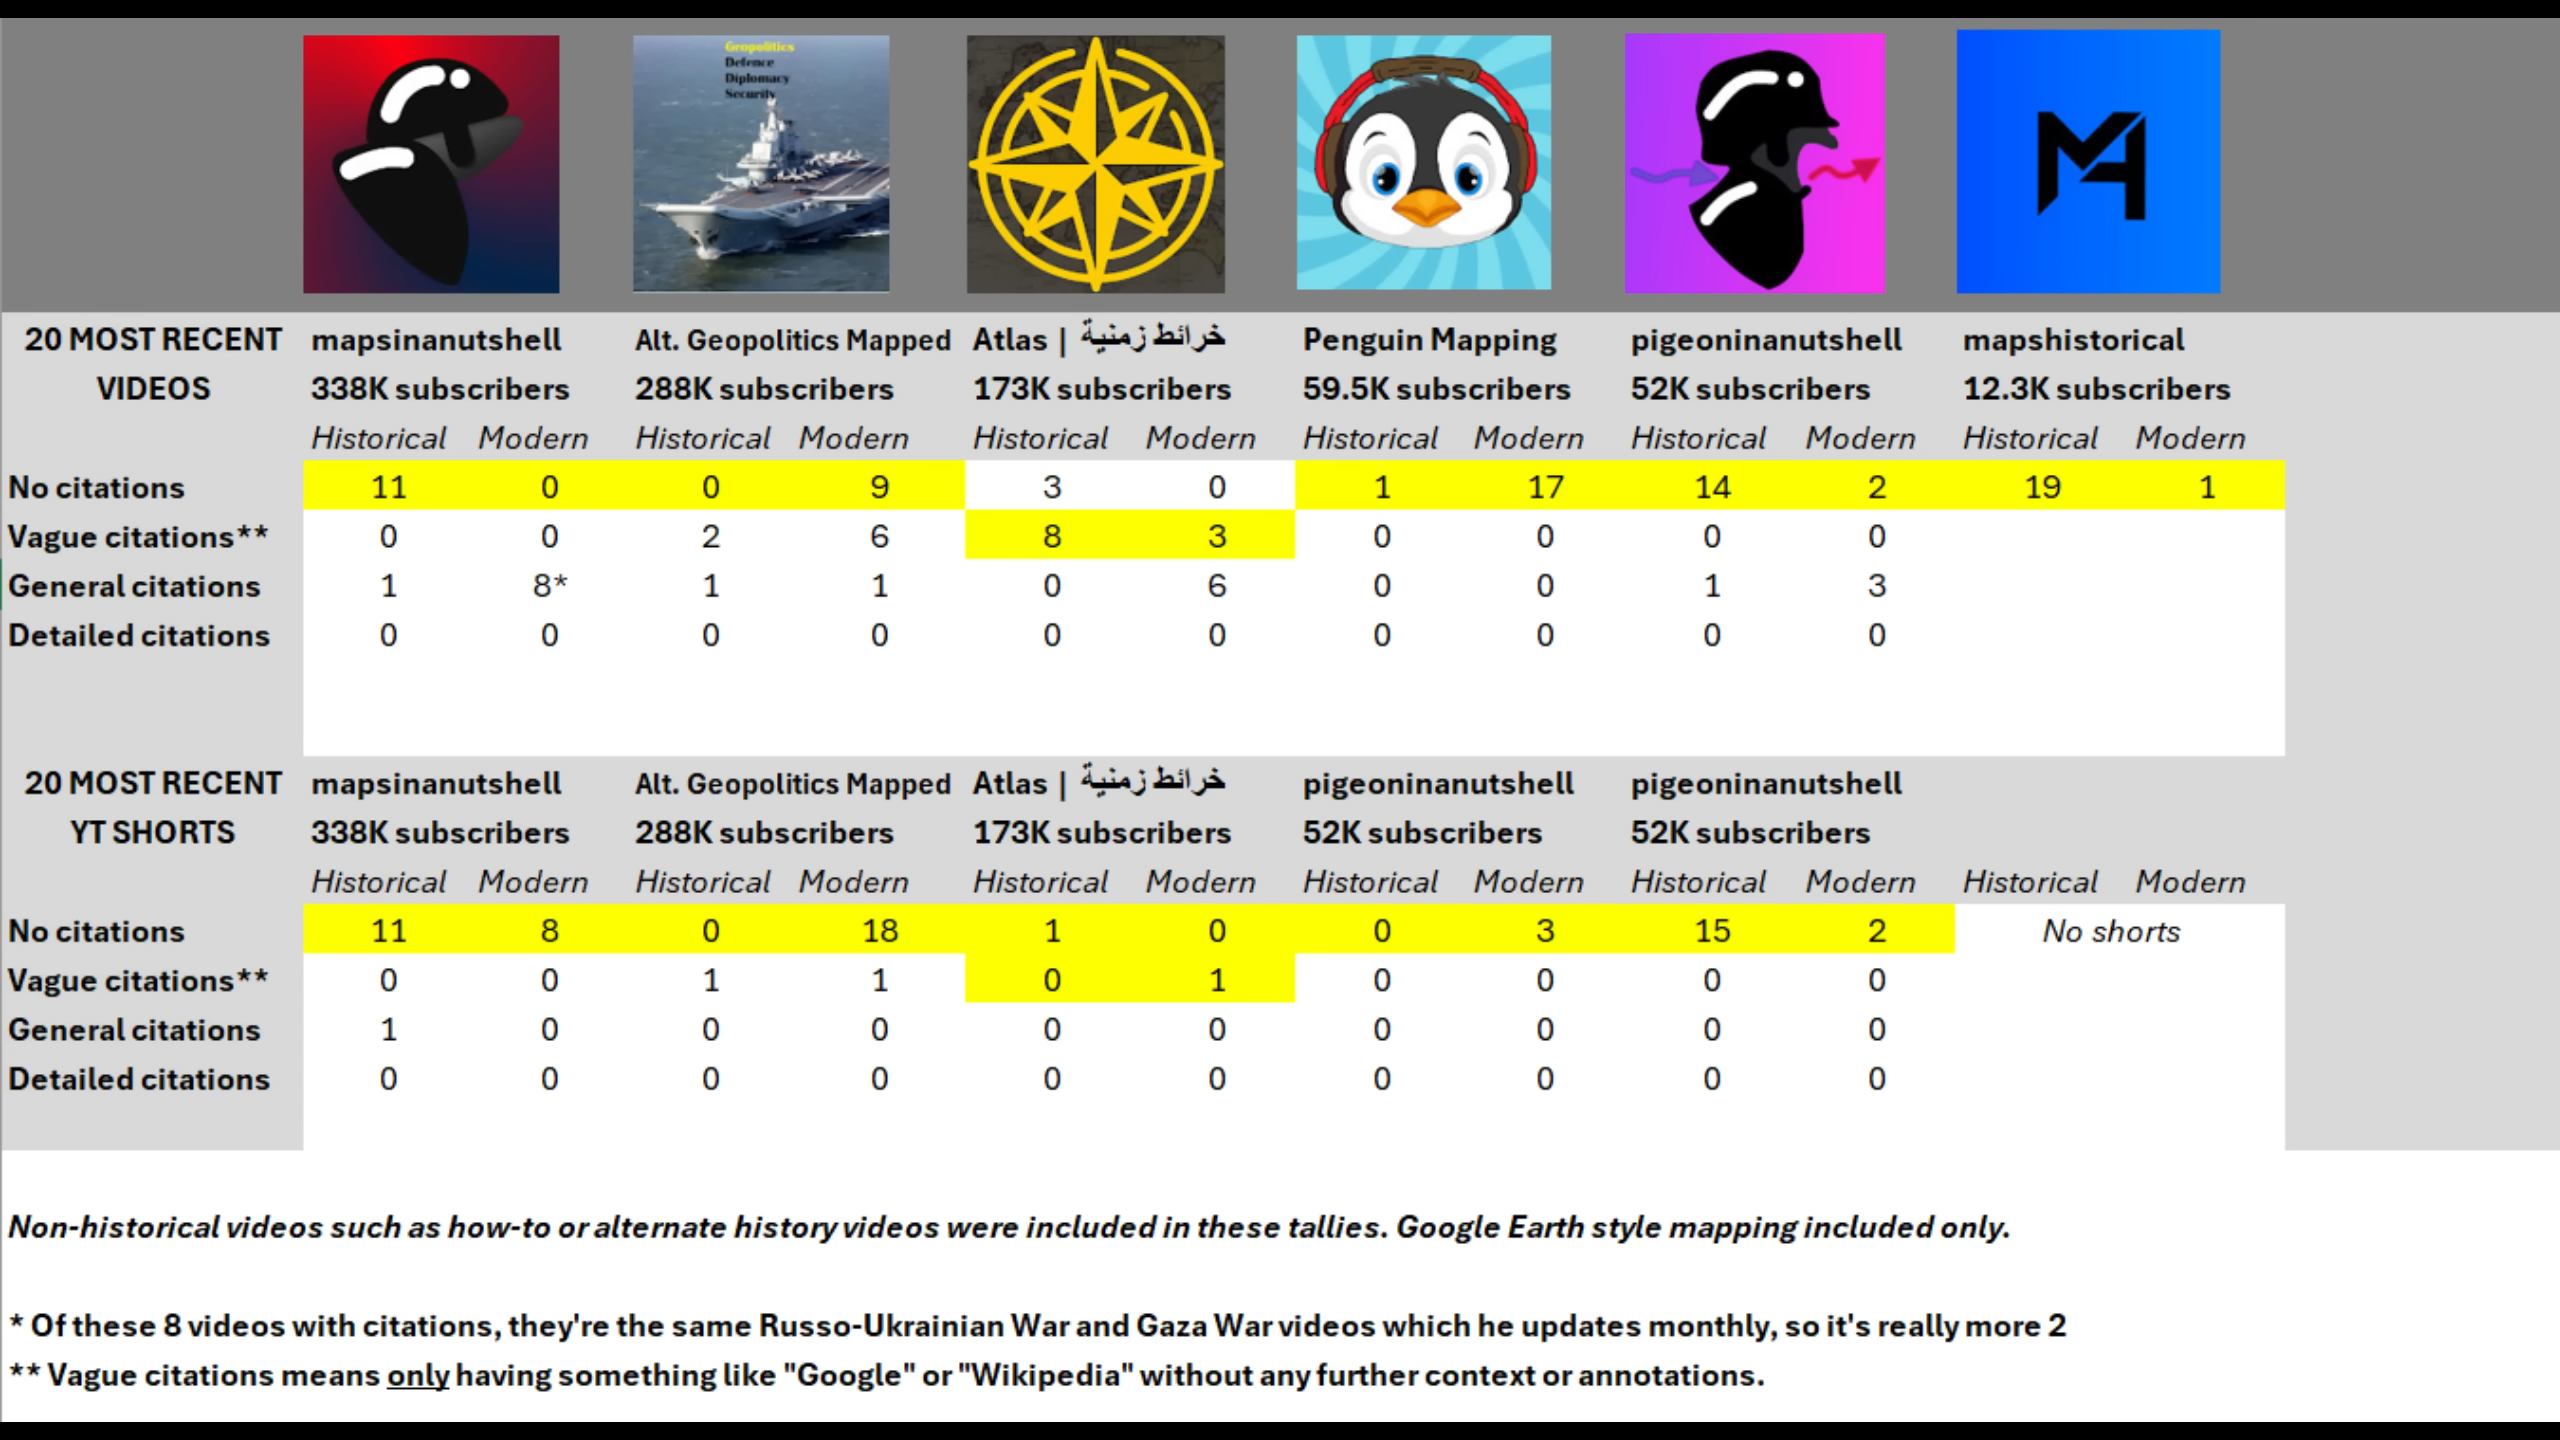 Geopolitics
Defence
Diplomacy
Security
20 MOST RECENT mapsinanutshell Alt. Geopolitics Mapped Atlas | خرائط زمنية Penguin Mapping pigeoninanutshell mapshistorical
VIDEOS 338K subscribers 288K subscribers 173K subscribers 59.5K subscribers 52K subscribers 12.3K subscribers
Historical Modern Historical Modern Historical Modern Historical Modern Historical Modern Historical Modern
No citations 11 0 0 9 3 0 1 17 14 2 19 1
Vague citations** 0 0 2 6 8 3 0 0 0 0
General citations 1 8* 1 1 0 6 0 0 1 3
Detailed citations 0 0 0 0 0 0 0 0 0 0
20 MOST RECENT mapsinanutshell Alt. Geopolitics Mapped Atlas | خرائط زمنية pigeoninanutshell pigeoninanutshell
YT SHORTS 338K subscribers 288K subscribers 173K subscribers 52K subscribers 52K subscribers
Historical Modern Historical Modern Historical Modern Historical Modern Historical Modern Historical Modern
No citations 11 8 0 18 1 0 0 3 15 2 No shorts
Vague citations** 0 0 1 1 0 1 0 0 0 0
General citations 1 0 0 0 0 0 0 0 0 0
Detailed citations 0 0 0 0 0 0 0 0 0 0
Non-historical videos such as how-to or alternate history videos were included in these tallies. Google Earth style mapping included only.
* Of these 8 videos with citations, they're the same Russo-Ukrainian War and Gaza War videos which he updates monthly, so it's really more 2
** Vague citations means only having something like "Google" or "Wikipedia" without any further context or annotations.